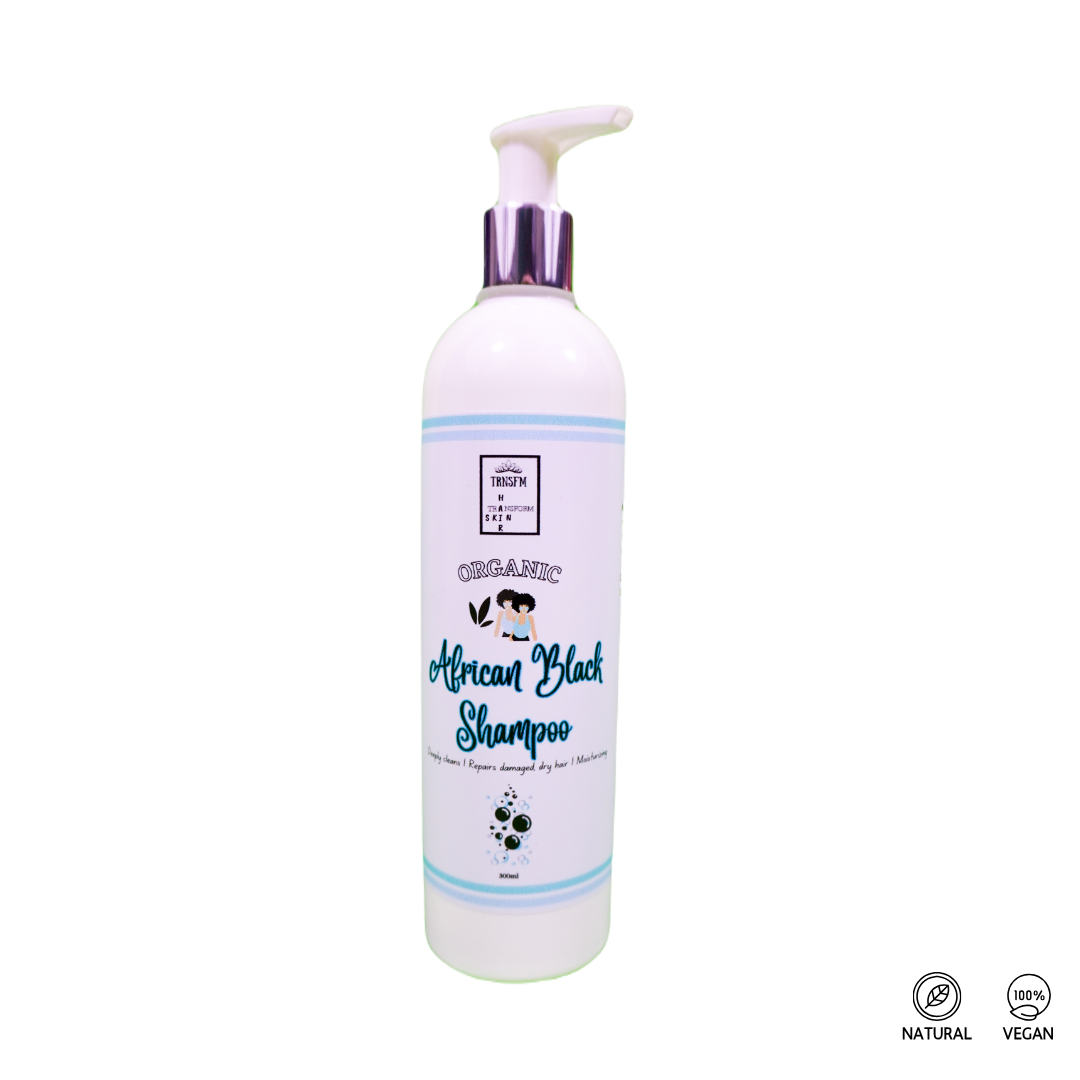 TRNSFM
H
TRANSFORM
SKIN
R
ORGANIC
African Black
Shampoo
Deeply cleans | Repairs damaged, dry hair | Moisturising
300ml
100%
NATURAL VEGAN